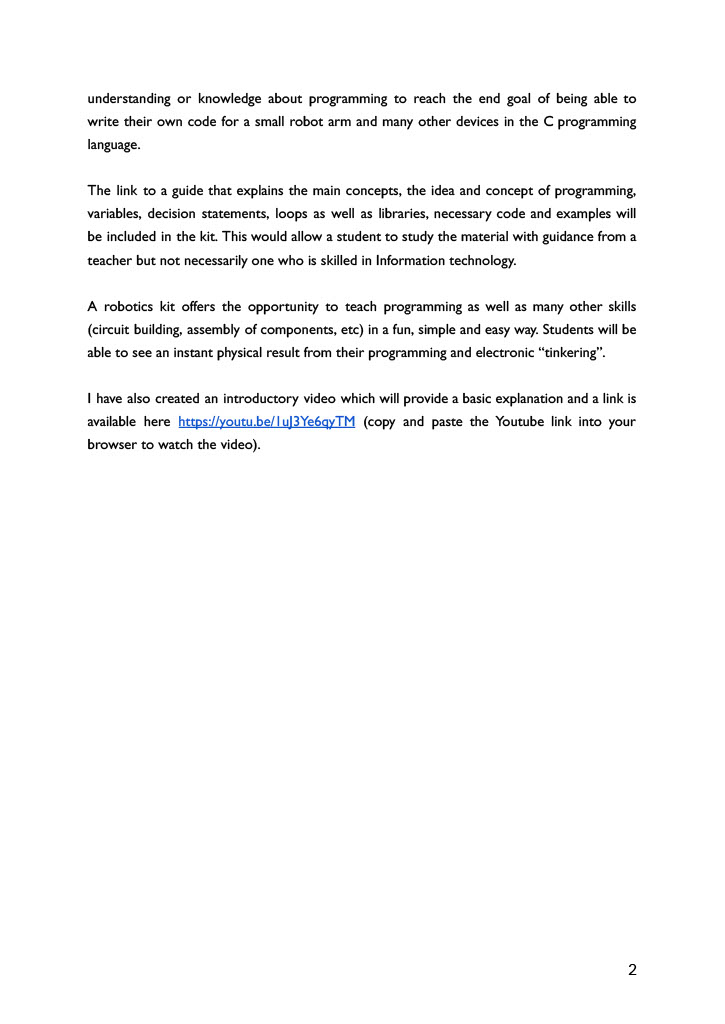 understanding or knowledge about programming to reach the end goal of being able to
write their own code for a small robot arm and many other devices in the C programming
language.
The link to a guide that explains the main concepts, the idea and concept of programming,
variables, decision statements, loops as well as libraries, necessary code and examples will
be included in the kit. This would allow a student to study the material with guidance from a
teacher but not necessarily one who is skilled in Information technology.
A robotics kit offers the opportunity to teach programming as well as many other skills
(circuit building, assembly of components, etc) in a fun, simple and easy way. Students will be
able to see an instant physical result from their programming and electronic “tinkering”.
I have also created an introductory video which will provide a basic explanation and a link is
available here https://youtu.be/1uJ3Ye6qyTM (copy and paste the Youtube link into your
browser to watch the video).
2